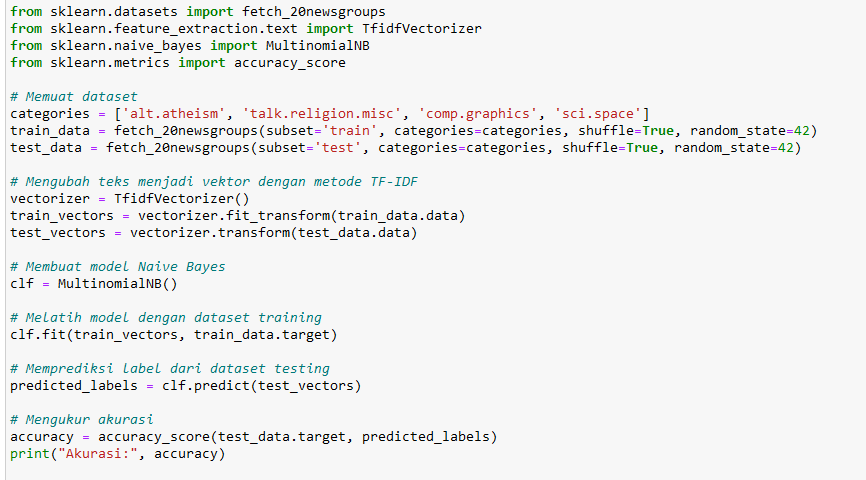 from sklearn.datasets import fetch_20newsgroups
from sklearn.feature_extraction.text import TfidfVectorizer
from sklearn.naive_bayes import MultinomialNB
from sklearn.metrics import accuracy_score
# Memuat dataset
categories = ['alt.atheism', 'talk.religion.misc', 'comp.graphics', 'sci.space']
train_data = fetch_20newsgroups(subset='train', categories=categories, shuffle=True, random_state=42)
test_data = fetch_20newsgroups(subset='test', categories=categories, shuffle=True, random_state=42)
# Mengubah teks menjadi vektor dengan metode TF-IDF
vectorizer = TfidfVectorizer()
train_vectors = vectorizer.fit_transform(train_data.data)
test_vectors = vectorizer.transform(test_data.data)
# Membuat model Naive Bayes
clf = MultinomialNB()
# Melatih model dengan dataset training
clf.fit(train_vectors, train_data.target)
# Memprediksi label dari dataset testing
predicted_labels = clf.predict(test_vectors)
# Mengukur akurasi
accuracy = accuracy_score(test_data.target, predicted_labels)
print("Akurasi:", accuracy)